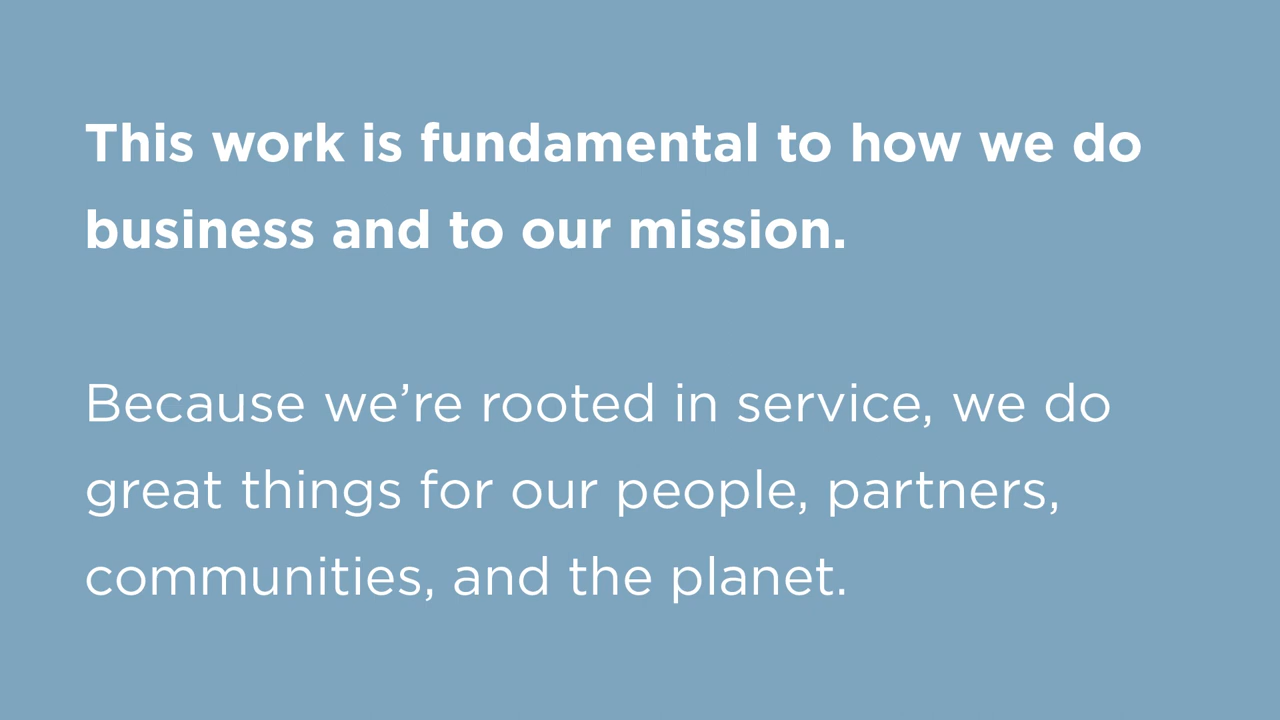 This work is fundamental to how we do
business and to our mission.
Because we’re rooted in service, we do
great things for our people, partners,
communities, and the planet.